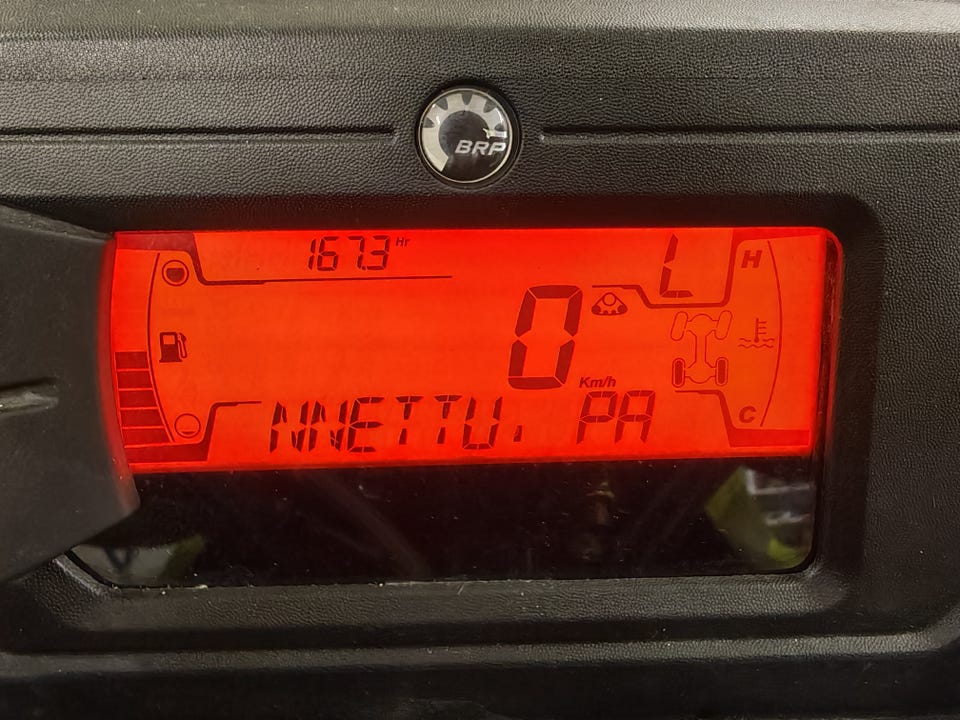 BRP
167.3 Hr
L
H
0
Km/h
C
NNETTU, PA